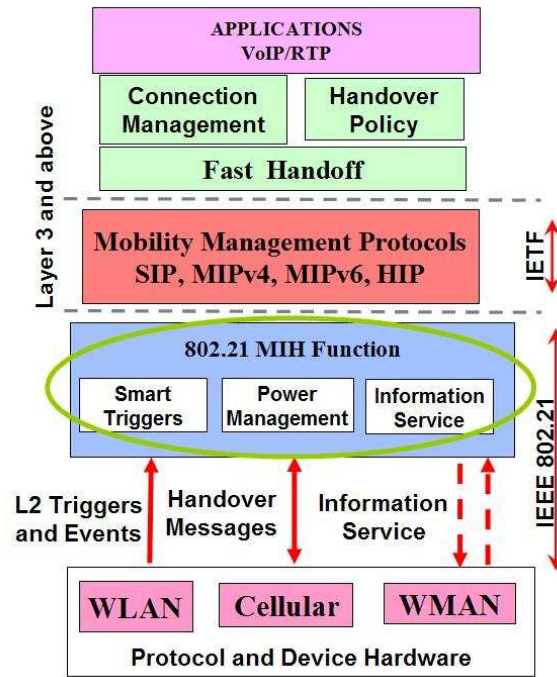 APPLICATIONS
VoIP/RTP
Connection
Management
Handover
Policy
Fast Handoff
Layer 3 and above
Mobility Management Protocols
SIP, MIPv4, MIPv6, HIP
IETF
802.21 MIH Function
Smart
Triggers
Power
Management
Information
Service
IEEE 802.21
L2 Triggers
and Events
Handover
Messages
Information
Service
WLAN
Cellular
WMAN
Protocol and Device Hardware